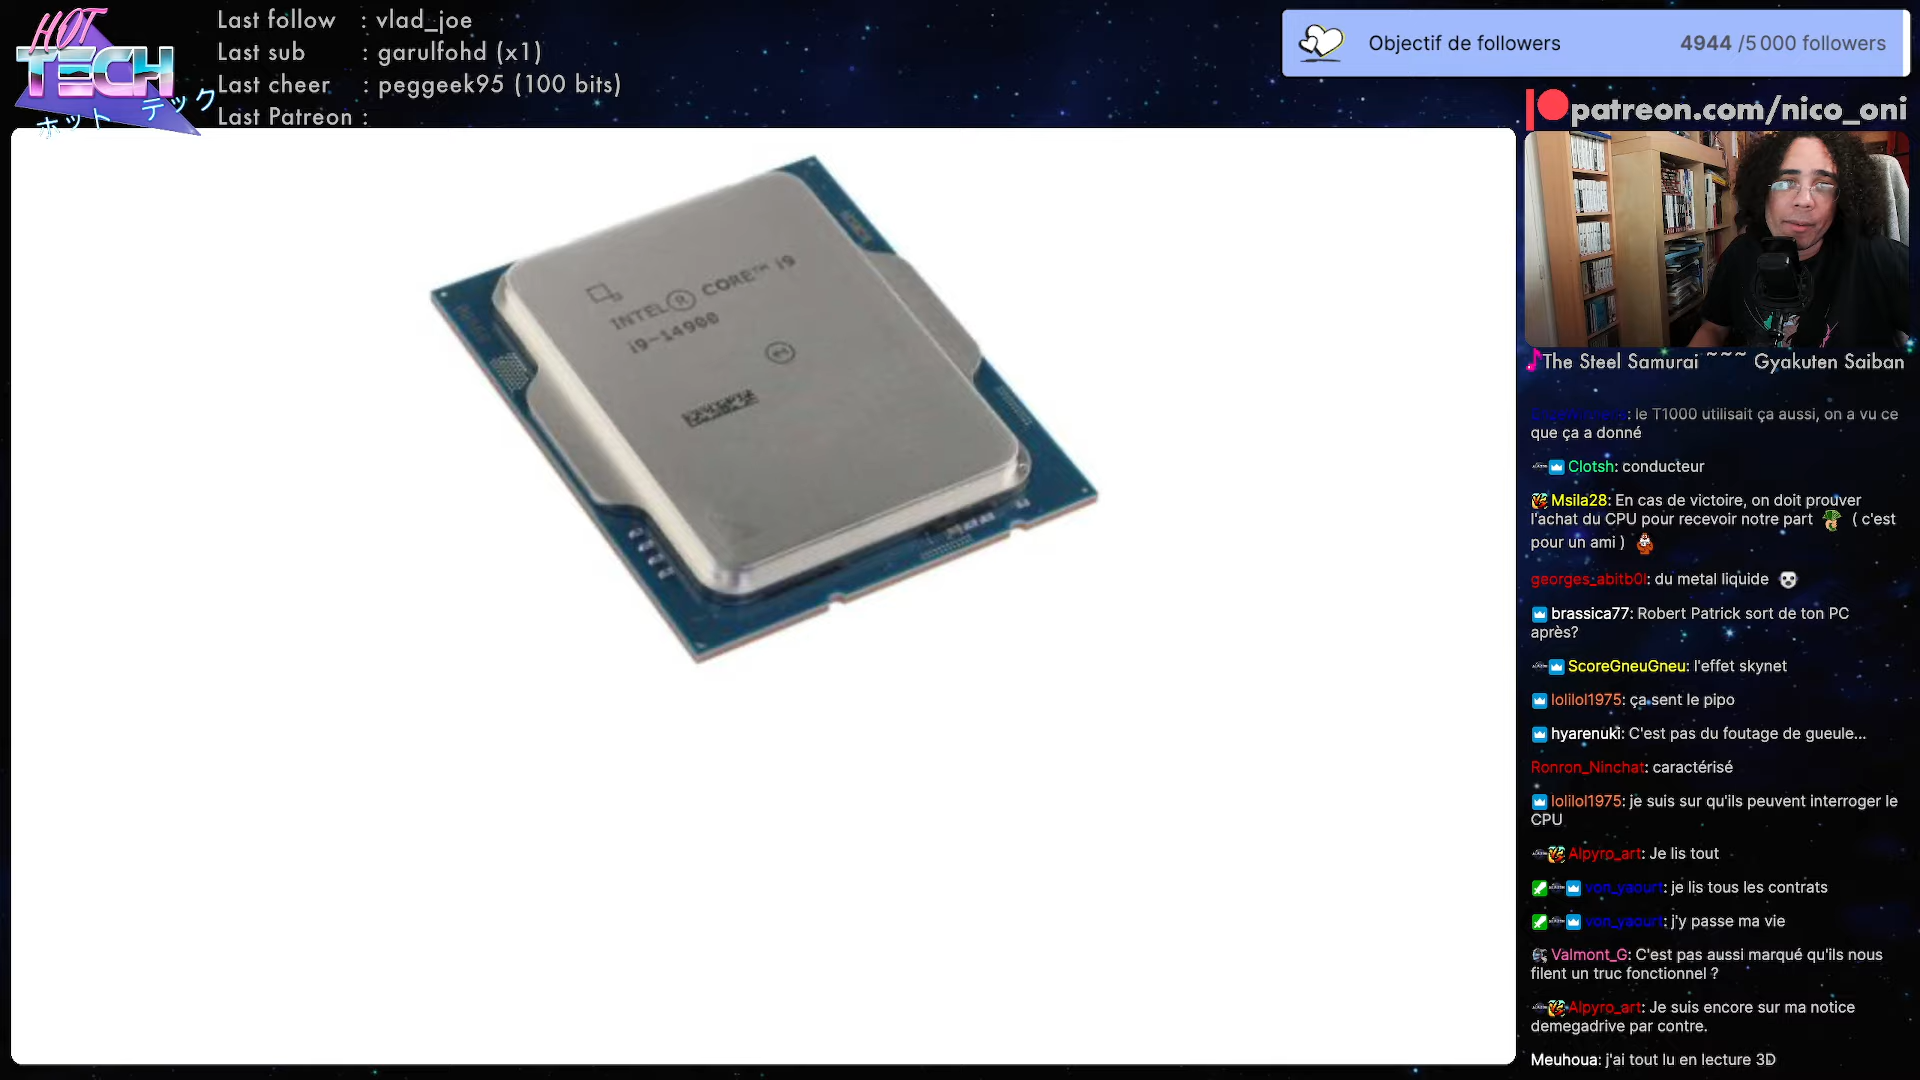 HOT
TECH
ホット テック
Last follow : vlad_joe
Last sub : garulfohd (x1)
Last cheer : peggeek95 (100 bits)
Last Patreon :
Objectif de followers 4944 /5 000 followers
patreon.com/nico_oni
INTEL® CORE™ i9
i9-14900
The Steel Samurai ~~~ Gyakuten Saiban
: le T1000 utilisait ça aussi, on a vu ce
que ça a donné
Clotsh: conducteur
Msila28: En cas de victoire, on doit prouver
l'achat du CPU pour recevoir notre part ( c'est
pour un ami )
georges_abitb0l: du metal liquide
brassica77: Robert Patrick sort de ton PC
après?
ScoreGneuGneu: l'effet skynet
lolilol1975: ça sent le pipo
hyarenuki: C'est pas du foutage de gueule...
Ronron_Ninchat: caractérisé
lolilol1975: je suis sur qu'ils peuvent interroger le
CPU
Alpyro_art: Je lis tout
von_yaourt: je lis tous les contrats
von_yaourt: j'y passe ma vie
Valmont_G: C'est pas aussi marqué qu'ils nous
filent un truc fonctionnel ?
Alpyro_art: Je suis encore sur ma notice
demegadrive par contre.
Meuhoua: j'ai tout lu en lecture 3D